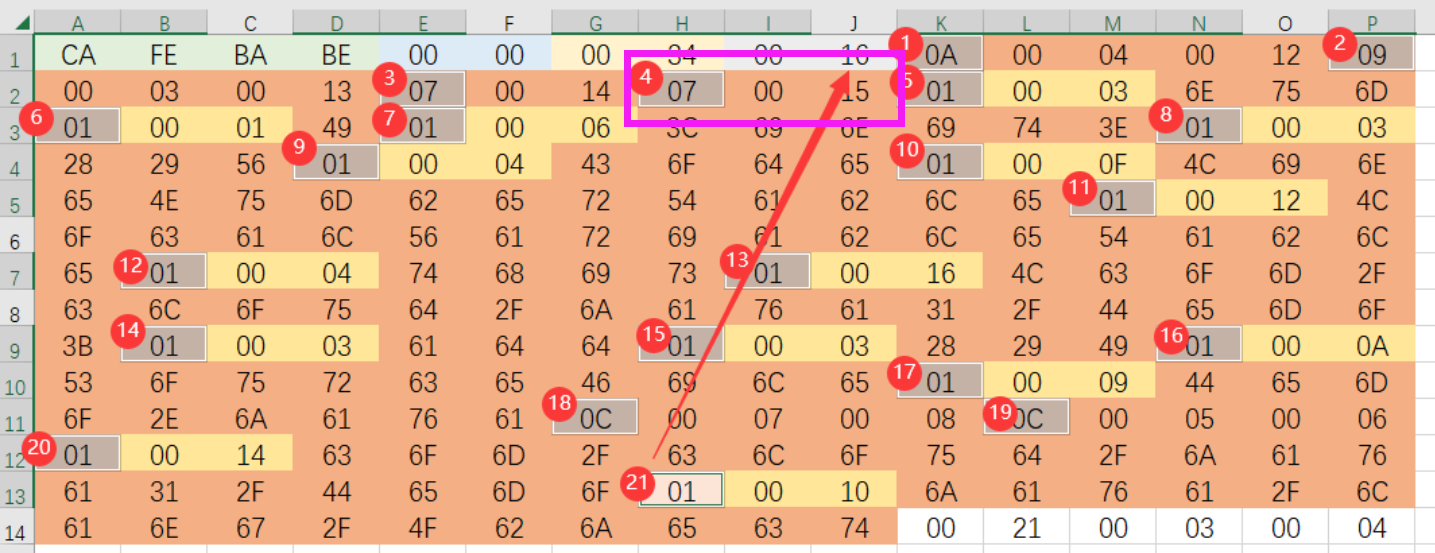 A B C D E F G H I J K L M N O P
1 CA FE BA BE 00 00 00 34 00 16 1 0A 00 04 00 12 2 09
2 00 03 00 13 3 07 00 14 4 07 00 15 5 01 00 03 6E 75 6D
3 6 01 00 01 49 7 01 00 06 3C 69 6E 69 74 3E 8 01 00 03
4 28 29 56 9 01 00 04 43 6F 64 65 10 01 00 0F 4C 69 6E
5 65 4E 75 6D 62 65 72 54 61 62 6C 65 11 01 00 12 4C
6 6F 63 61 6C 56 61 72 69 61 62 6C 65 54 61 62 6C
7 65 12 01 00 04 74 68 69 73 13 01 00 16 4C 63 6F 6D 2F
8 63 6C 6F 75 64 2F 6A 61 76 61 31 2F 44 65 6D 6F
9 3B 14 01 00 03 61 64 64 15 01 00 03 28 29 49 16 01 00 0A
10 53 6F 75 72 63 65 46 69 6C 65 17 01 00 09 44 65 6D
11 6F 2E 6A 61 76 61 18 0C 00 07 00 08 19 0C 00 05 00 06
12 20 01 00 14 63 6F 6D 2F 63 6C 6F 75 64 2F 6A 61 76
13 61 31 2F 44 65 6D 6F 21 01 00 10 6A 61 76 61 2F 6C
14 61 6E 67 2F 4F 62 6A 65 63 74 00 21 00 03 00 04